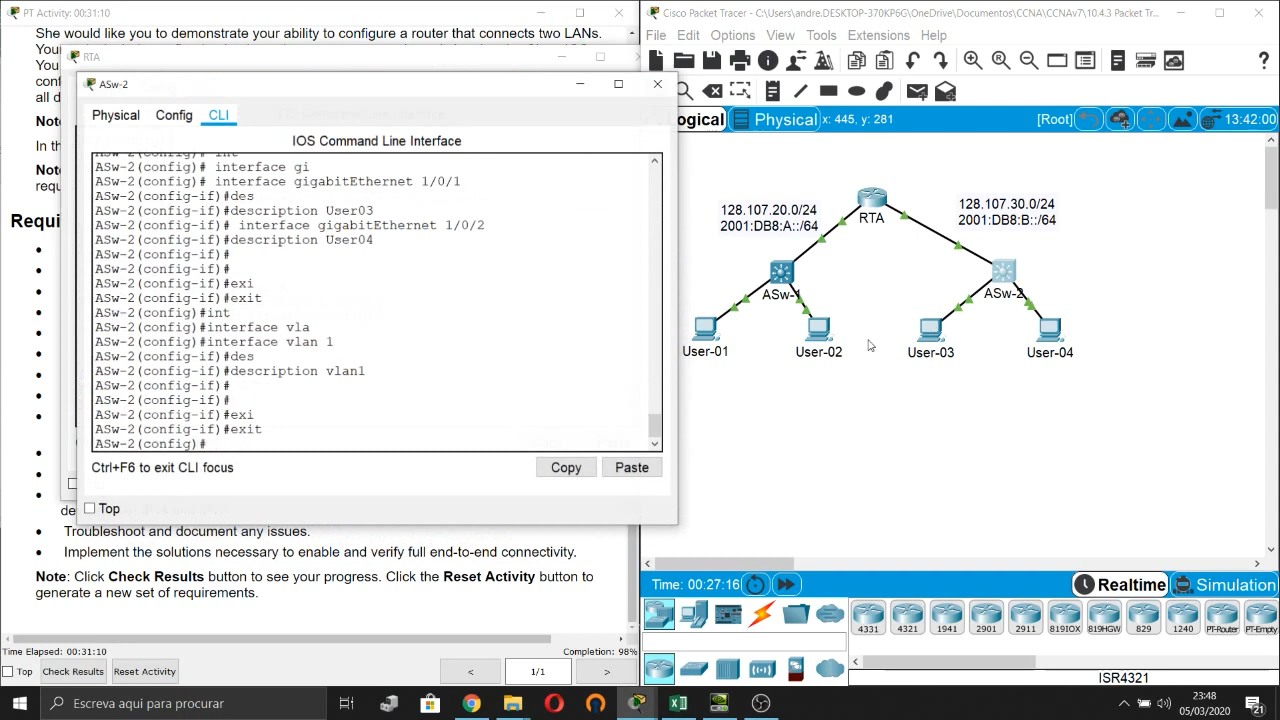 PT Activity: 00:31:10
She would like you to demonstrate your ability to configure a router that connects two LANs.
RTA
ASw-2
Physical Config CLI
IOS Command Line Interface
ASw-2(config)# int
ASw-2(config)# interface gi
ASw-2(config)# interface gigabitEthernet 1/0/1
ASw-2(config-if)#des
ASw-2(config-if)#description User03
ASw-2(config-if)# interface gigabitEthernet 1/0/2
ASw-2(config-if)#description User04
ASw-2(config-if)#
ASw-2(config-if)#
ASw-2(config-if)#exi
ASw-2(config-if)#exit
ASw-2(config)#int
ASw-2(config)#interface vla
ASw-2(config)#interface vlan 1
ASw-2(config-if)#des
ASw-2(config-if)#description vlan1
ASw-2(config-if)#
ASw-2(config-if)#
ASw-2(config-if)#exi
ASw-2(config-if)#exit
ASw-2(config)#
Ctrl+F6 to exit CLI focus
Copy Paste
Top
Requi
Troubleshoot and document any issues.
Implement the solutions necessary to enable and verify full end-to-end connectivity.
Note: Click Check Results button to see your progress. Click the Reset Activity button to
generate a new set of requirements.
Time Elapsed: 00:31:10 Completion: 98%
Top Check Results Reset Activity < 1/1 >
Cisco Packet Tracer - C:\Users\andre.DESKTOP-370KP6G\OneDrive\Documentos\CCNA\CCNAv7\10.4.3 Packet Tr...
File Edit Options View Tools Extensions Help
Logical Physical x: 445, y: 281 [Root] 13:42:00
128.107.20.0/24
2001:DB8:A::/64
128.107.30.0/24
2001:DB8:B::/64
RTA
ASw-1
ASw-2
User-01
User-02
User-03
User-04
Time: 00:27:16 Realtime Simulation
4331 4321 1941 2901 2911 819IOX 819HGW 829 1240 PT-Router PT-Empty
ISR4321
Escreva aqui para procurar
23:48
05/03/2020
21